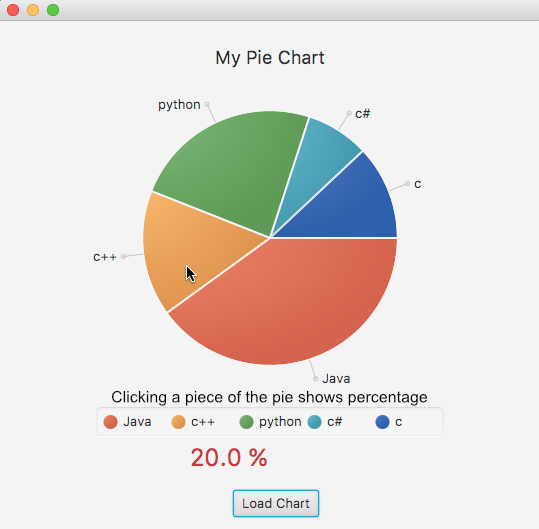 My Pie Chart
python
c#
c
c++
Java
Clicking a piece of the pie shows percentage
Java c++ python c# c
20.0 %
Load Chart